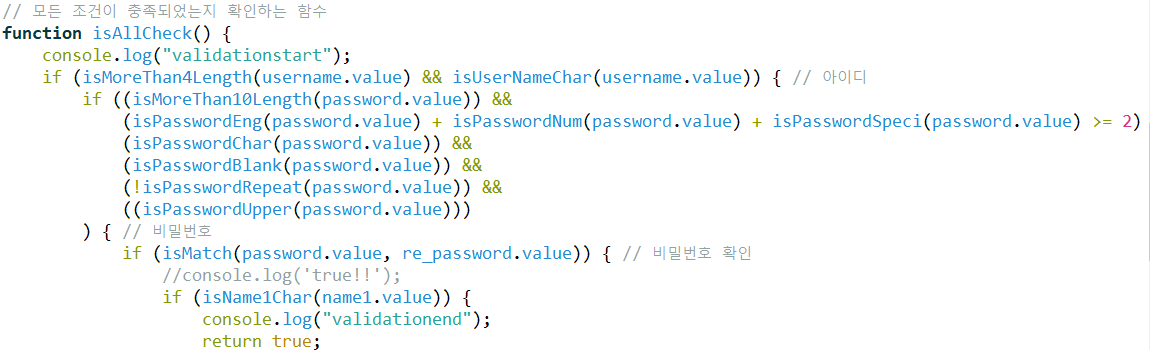 // 모든 조건이 충족되었는지 확인하는 함수
function isAllCheck() {
    console.log("validationstart");
    if (isMoreThan4Length(username.value) && isUserNameChar(username.value)) { // 아이디
        if ((isMoreThan10Length(password.value)) &&
            (isPasswordEng(password.value) + isPasswordNum(password.value) + isPasswordSpeci(password.value) >= 2)
            (isPasswordChar(password.value)) &&
            (isPasswordBlank(password.value)) &&
            (!isPasswordRepeat(password.value)) &&
            ((isPasswordUpper(password.value)))
        ) { // 비밀번호
            if (isMatch(password.value, re_password.value)) { // 비밀번호 확인
                //console.log('true!!');
                if (isName1Char(name1.value)) {
                    console.log("validationend");
                    return true;